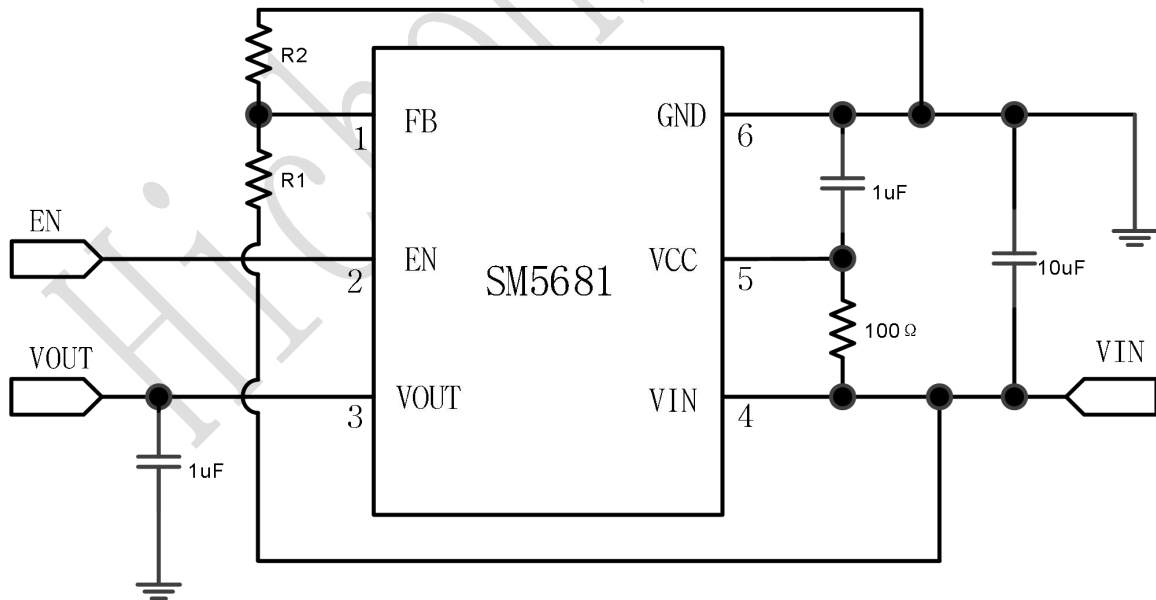 R2
FB
1
GND
6
R1
1uF
EN
EN
2
SM5681
VCC
5
10uF
100Ω
VOUT
VOUT
3
VIN
4
VIN
1uF